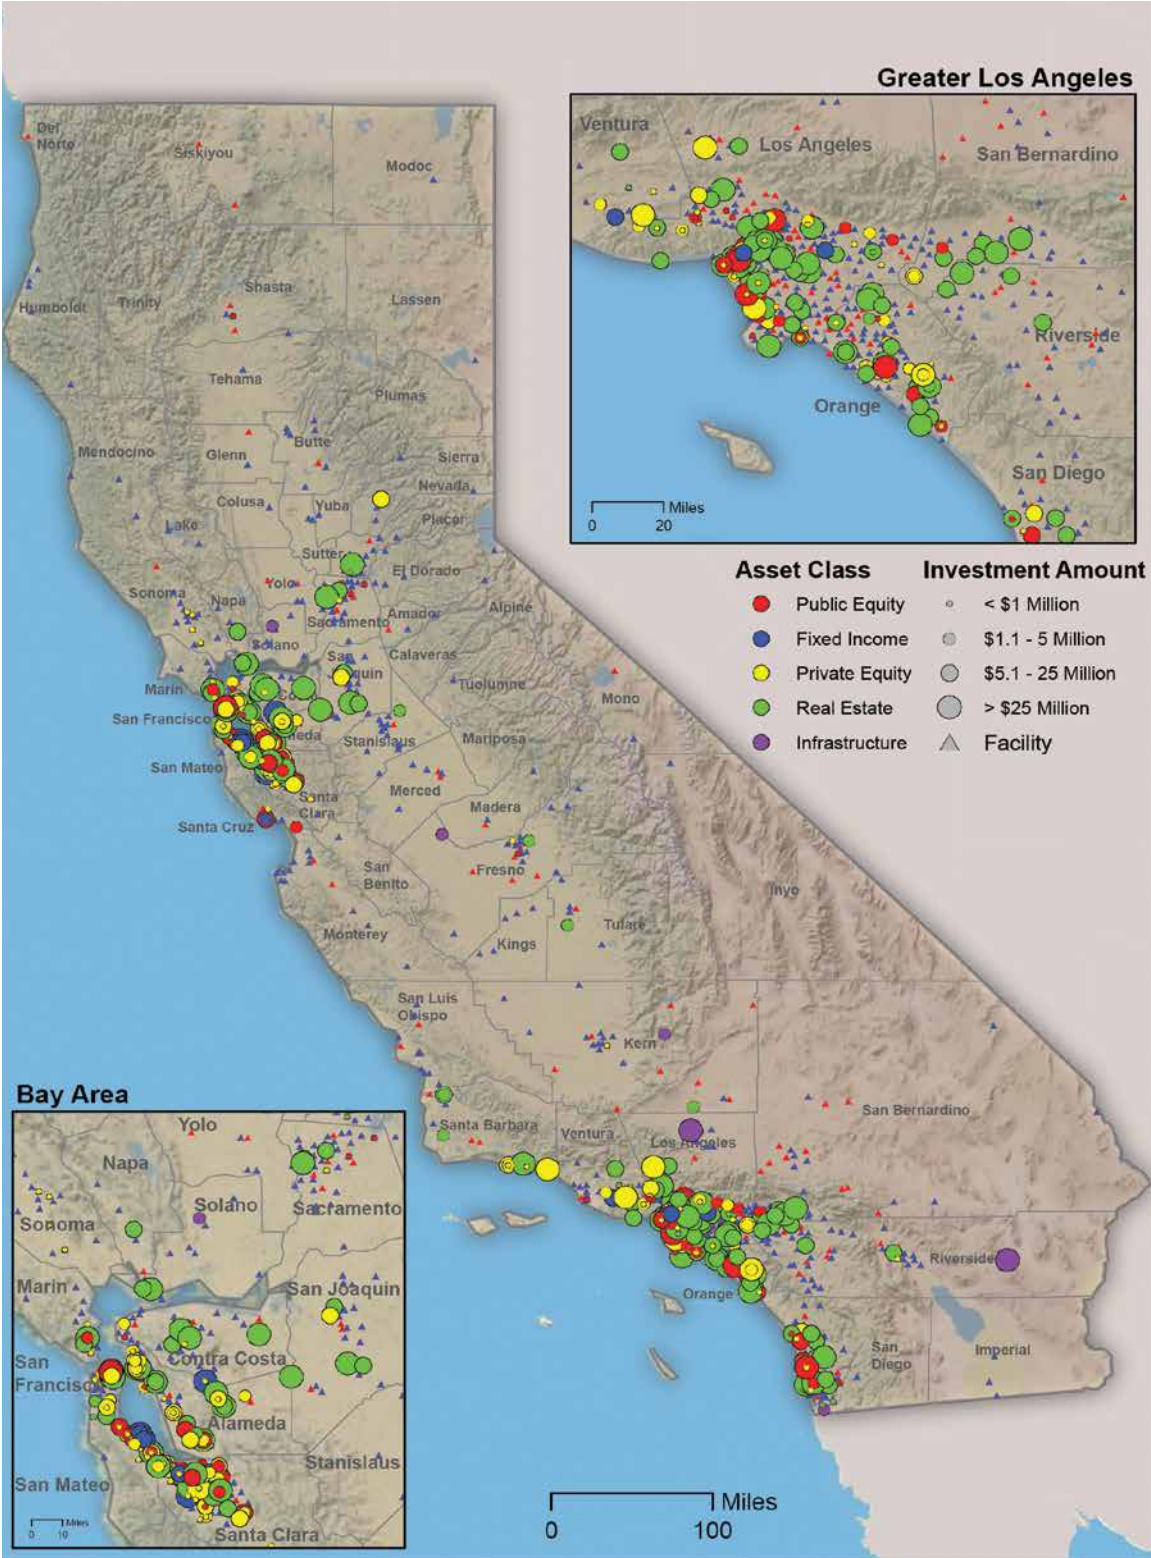 Greater Los Angeles
Ventura
Los Angeles
San Bernardino
Riverside
Orange
San Diego
Miles
0 20
Asset Class
Public Equity
Fixed Income
Private Equity
Real Estate
Infrastructure
Investment Amount
< $1 Million
$1.1 - 5 Million
$5.1 - 25 Million
> $25 Million
Facility
Del
Norte
Siskiyou
Modoc
Humboldt
Trinity
Shasta
Lassen
Tehama
Plumas
Mendocino
Glenn
Butte
Sierra
Colusa
Yuba
Nevada
Placer
Lake
Sutter
El Dorado
Sonoma
Napa
Yolo
Sacramento
Amador
Alpine
Solano
Calaveras
Marin
San
Tuolumne
Mono
San Francisco
Stanislaus
Mariposa
San Mateo
Merced
Santa
Clara
Madera
Santa Cruz
San
Benito
Fresno
Inyo
Monterey
Kings
Tulare
San Luis
Obispo
Kern
Santa Barbara
Ventura
Los Angeles
San Bernardino
Orange
Riverside
San
Diego
Imperial
Bay Area
Yolo
Napa
Solano
Sacramento
Sonoma
Marin
San Joaquin
Contra Costa
San
Alameda
Stanislaus
San Mateo
Santa Clara
Miles
0 10
Miles
0 100